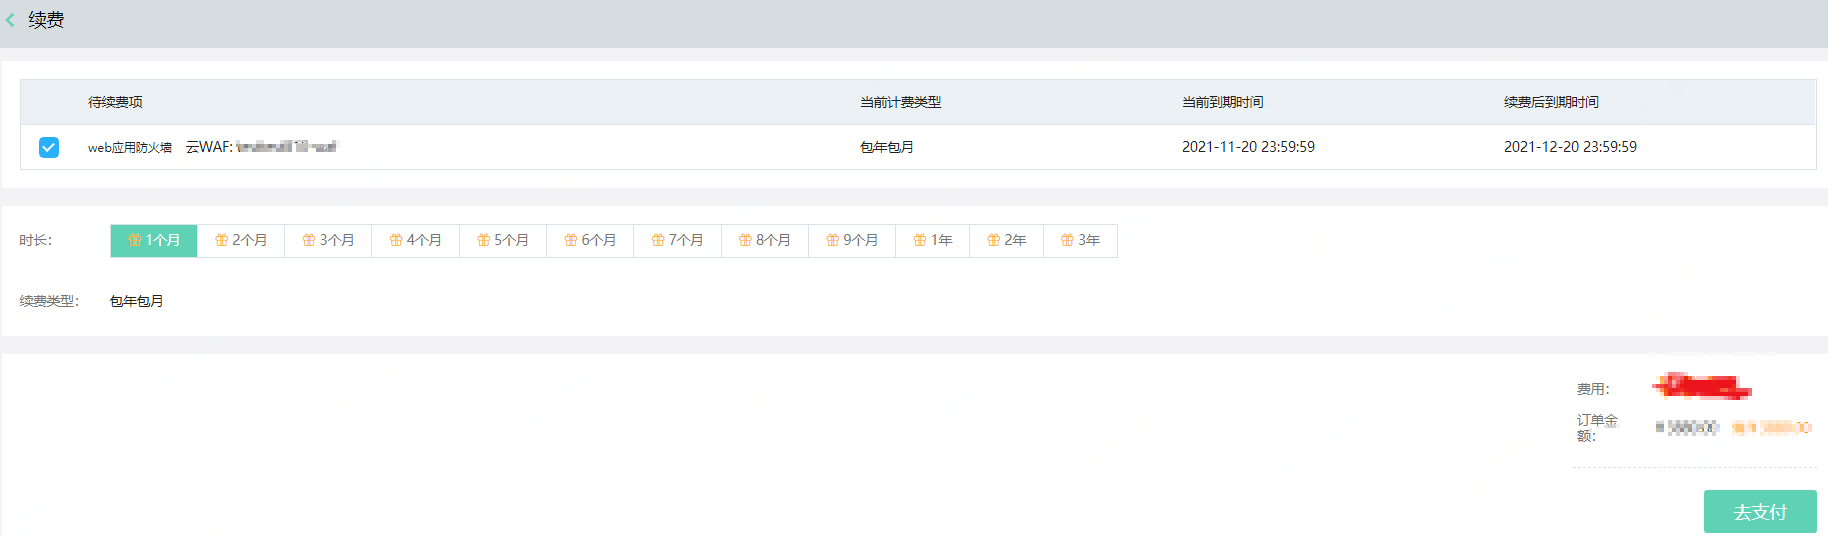 续费
待续费项 当前计费类型 当前到期时间 续费后到期时间
web应用防火墙 云WAF: 包年包月 2021-11-20 23:59:59 2021-12-20 23:59:59
时长: 1个月 2个月 3个月 4个月 5个月 6个月 7个月 8个月 9个月 1年 2年 3年
续费类型: 包年包月
费用:
订单金
额:
去支付